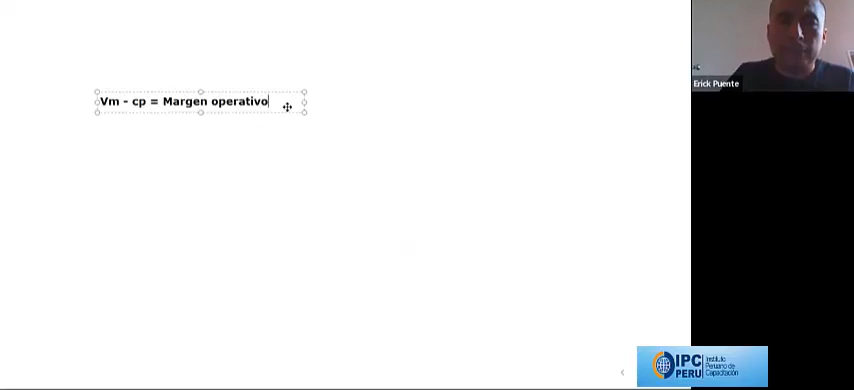 Vm - cp = Margen operativo
Erick Puente
IPC
PERU
Instituto
Peruano de
Capacitación